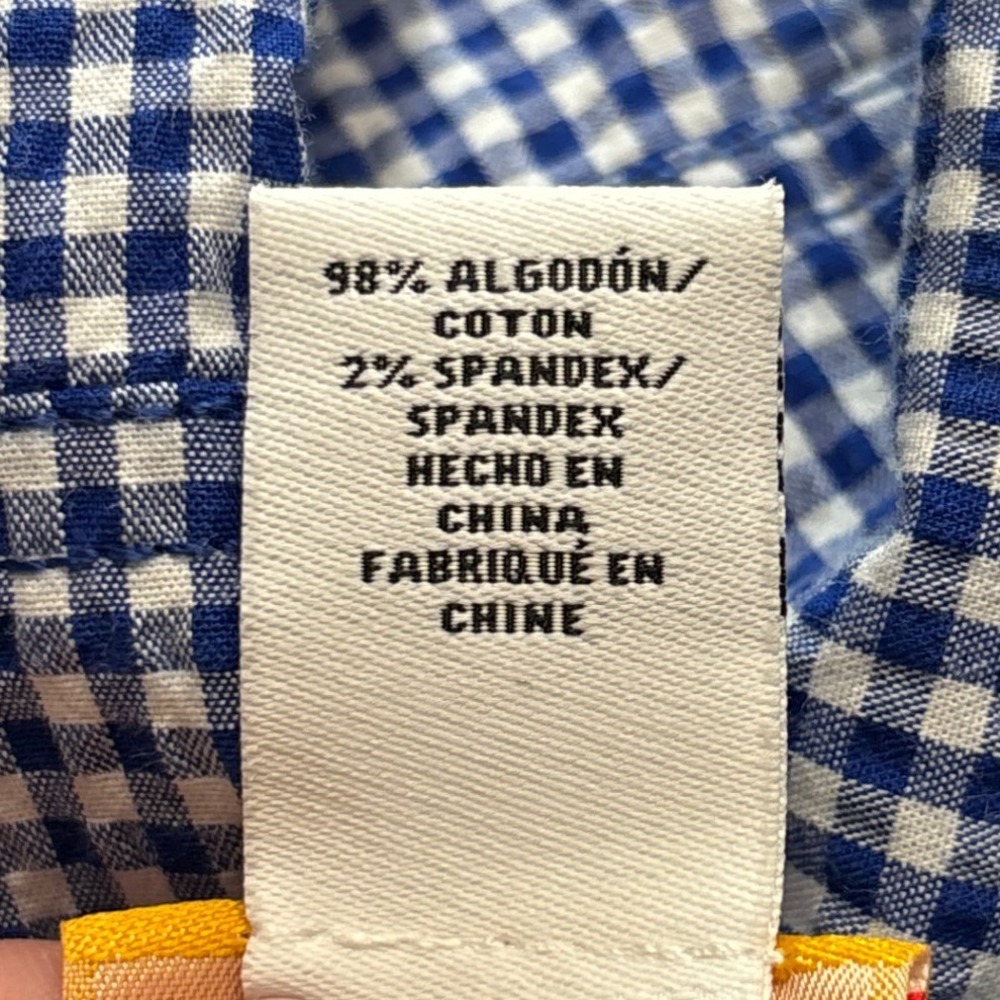 98% ALGODÓN/
COTON
2% SPANDEX/
SPANDEX
HECHO EN
CHINA
FABRIQUÉ EN
CHINE